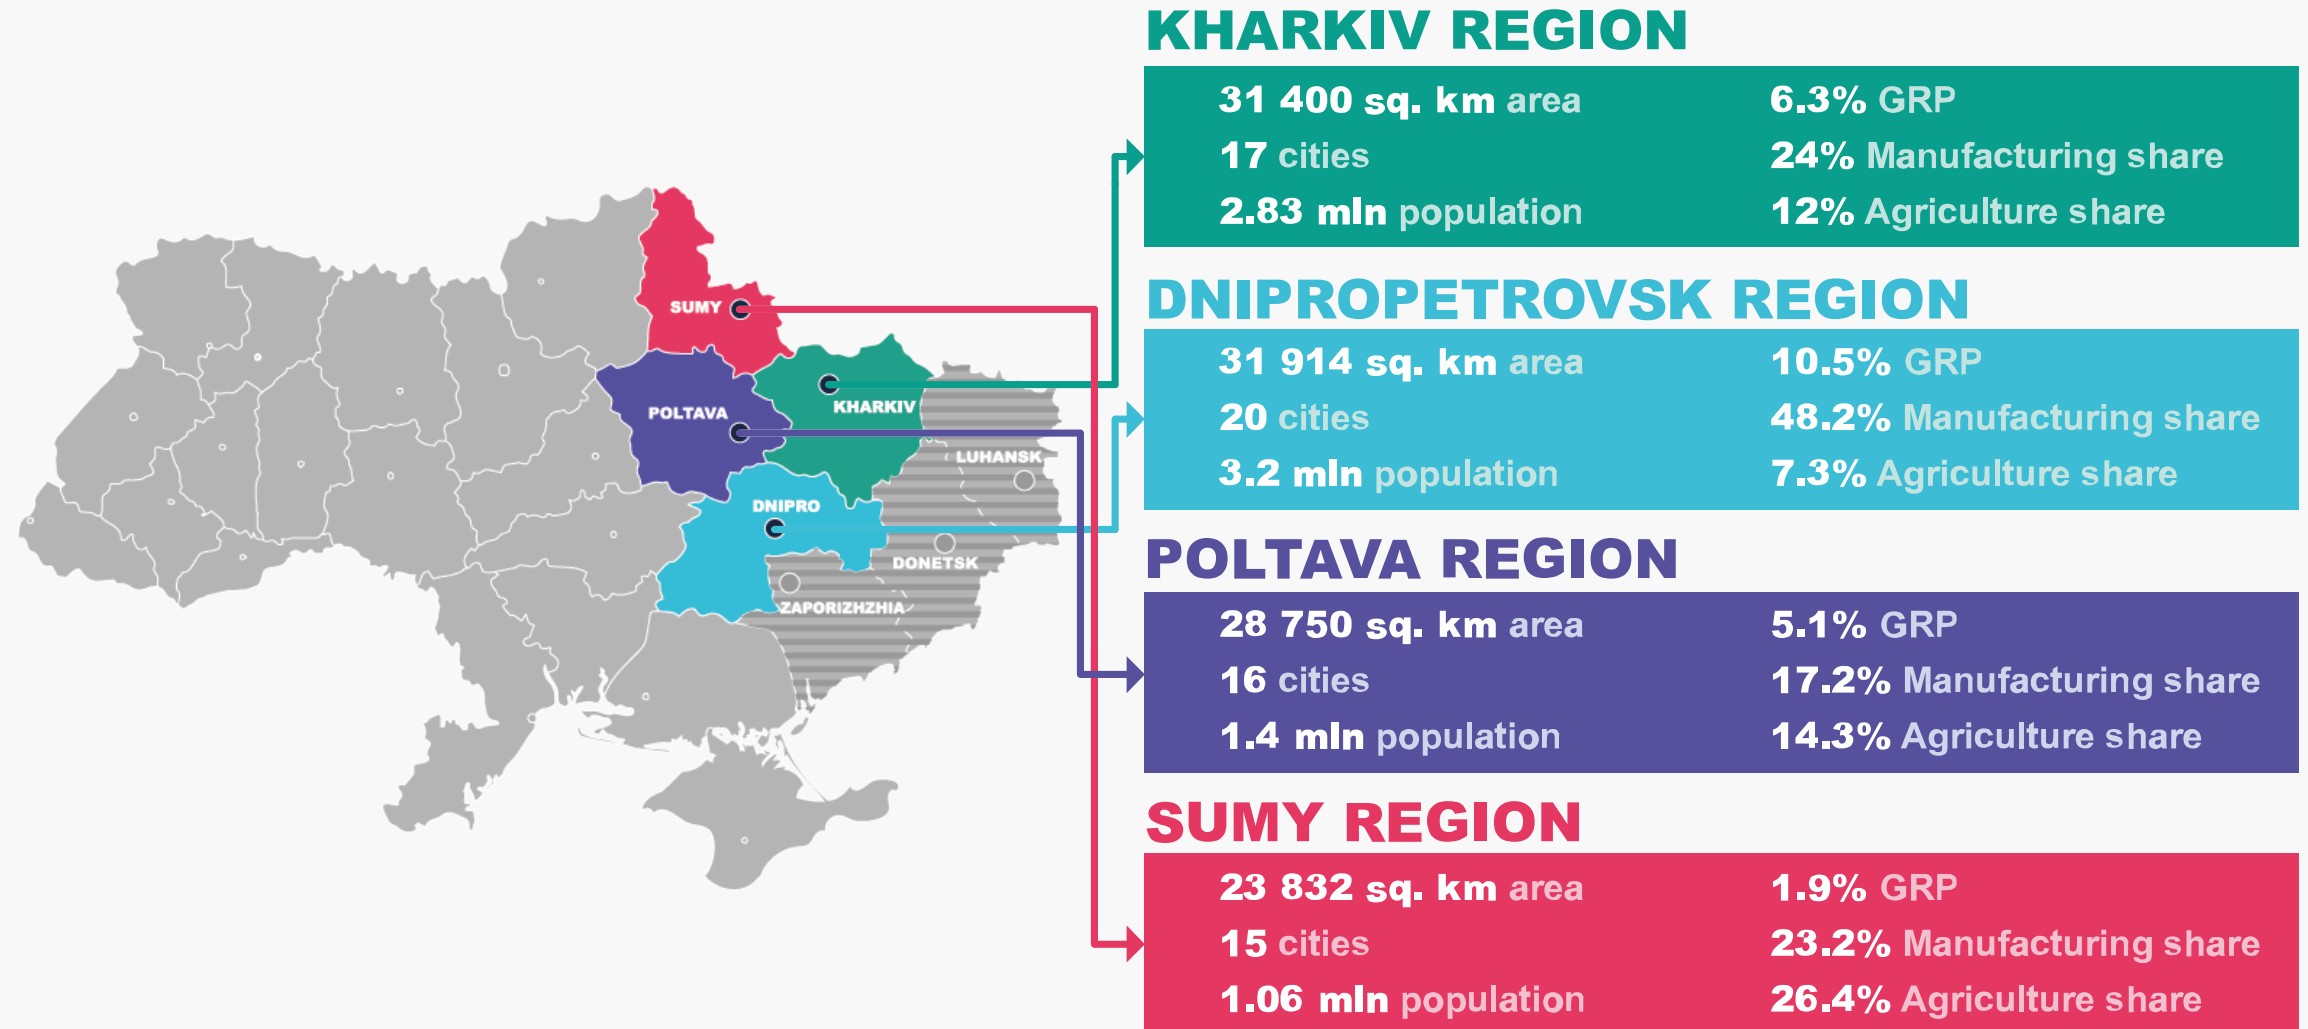 KHARKIV REGION
31 400 sq. km area
17 cities
2.83 mln population
6.3% GRP
24% Manufacturing share
12% Agriculture share
DNIPROPETROVSK REGION
31 914 sq. km area
20 cities
3.2 mln population
10.5% GRP
48.2% Manufacturing share
7.3% Agriculture share
POLTAVA REGION
28 750 sq. km area
16 cities
1.4 mln population
5.1% GRP
17.2% Manufacturing share
14.3% Agriculture share
SUMY REGION
23 832 sq. km area
15 cities
1.06 mln population
1.9% GRP
23.2% Manufacturing share
26.4% Agriculture share
SUMY
POLTAVA
KHARKIV
LUHANSK
DNIPRO
DONETSK
ZAPORIZHZHIA